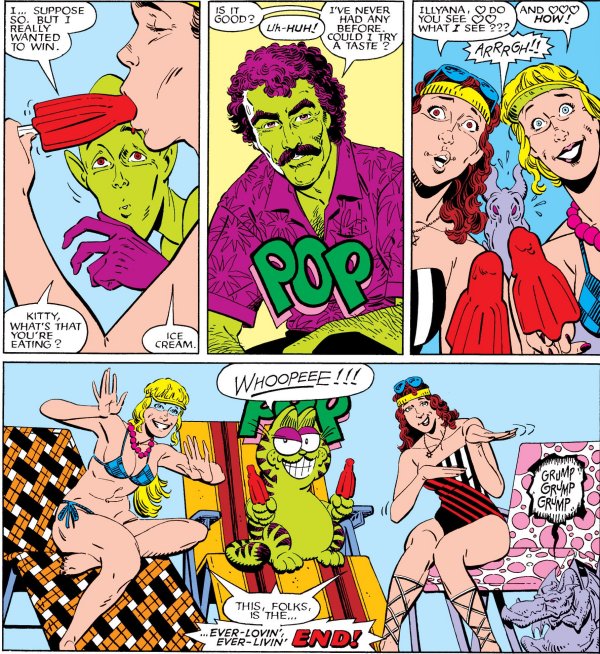 I... SUPPOSE
SO. BUT I
REALLY
WANTED
TO WIN.
KITTY,
WHAT'S THAT
YOU'RE
EATING?
ICE
CREAM.
IS IT
GOOD?
Uh-HUH!
I'VE NEVER
HAD ANY
BEFORE.
COULD I TRY
A TASTE?
POP
ILLYANA, ♡ DO
YOU SEE ♡♡
WHAT I SEE???
AND ♡♡♡
HOW!
ARRRGH!!
WHOOPEEE!!!
POP
GRUMP
GRUMP
GRUMP
THIS, FOLKS,
IS THE...
...EVER-LOVIN',
EVER-LIVIN' END!